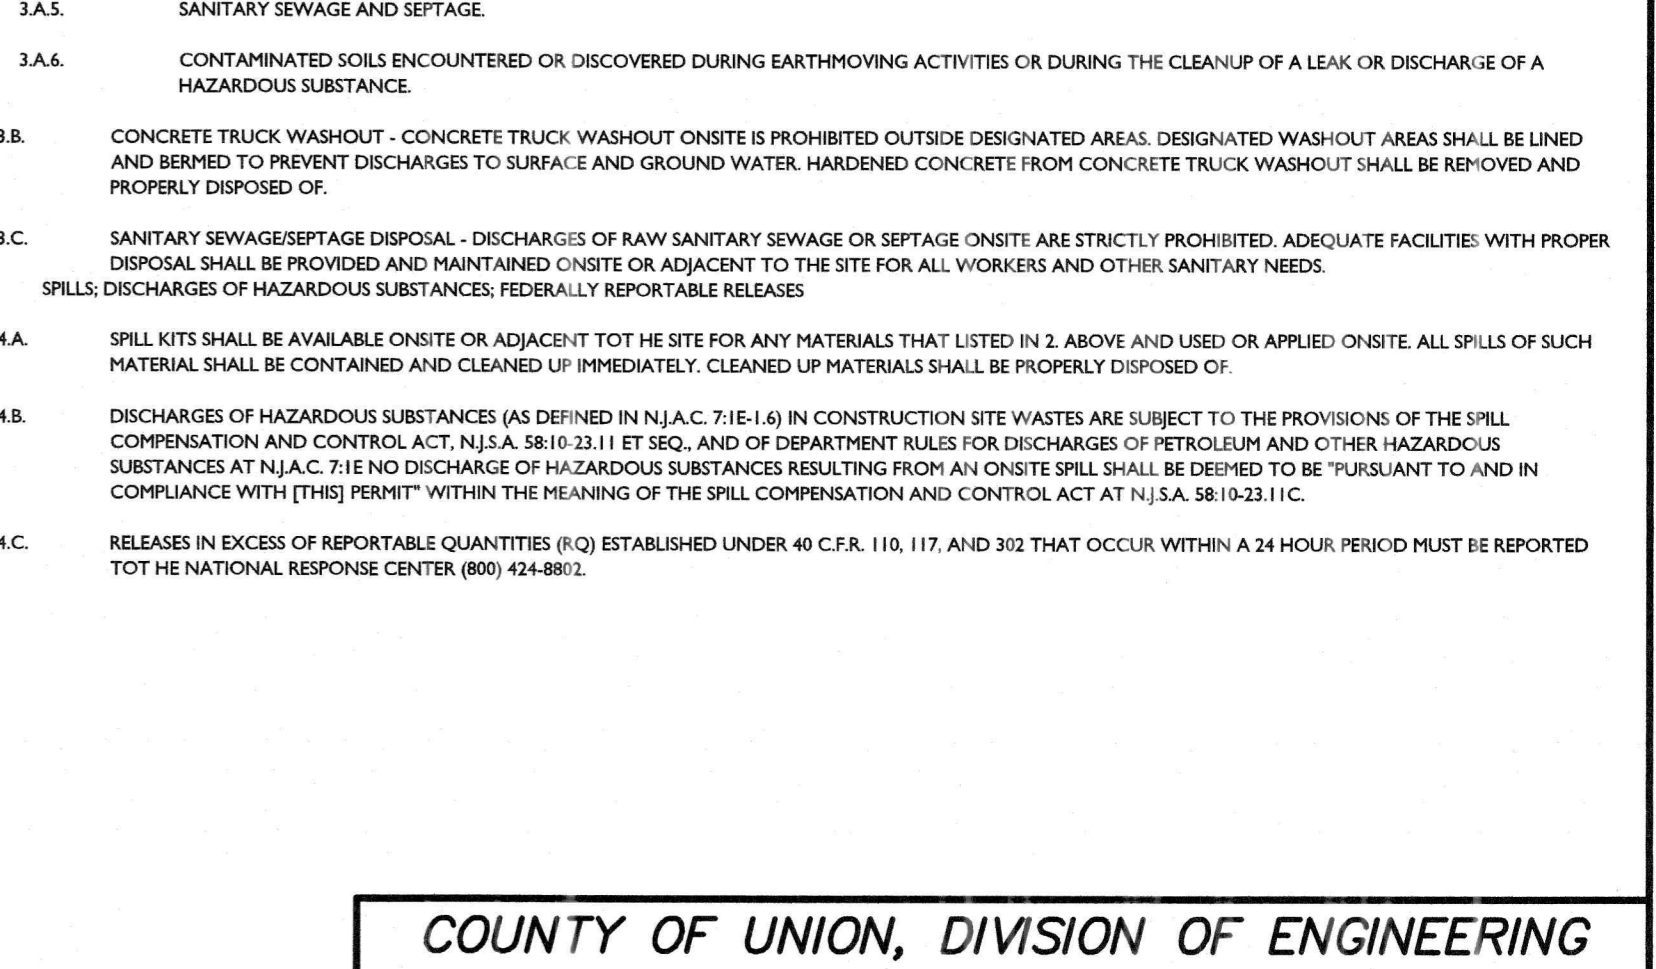 3.A.5. SANITARY SEWAGE AND SEPTAGE.
3.A.6. CONTAMINATED SOILS ENCOUNTERED OR DISCOVERED DURING EARTHMOVING ACTIVITIES OR DURING THE CLEANUP OF A LEAK OR DISCHARGE OF A
HAZARDOUS SUBSTANCE.
3.B. CONCRETE TRUCK WASHOUT - CONCRETE TRUCK WASHOUT ONSITE IS PROHIBITED OUTSIDE DESIGNATED AREAS. DESIGNATED WASHOUT AREAS SHALL BE LINED
AND BERMED TO PREVENT DISCHARGES TO SURFACE AND GROUND WATER. HARDENED CONCRETE FROM CONCRETE TRUCK WASHOUT SHALL BE REMOVED AND
PROPERLY DISPOSED OF.
3.C. SANITARY SEWAGE/SEPTAGE DISPOSAL - DISCHARGES OF RAW SANITARY SEWAGE OR SEPTAGE ONSITE ARE STRICTLY PROHIBITED. ADEQUATE FACILITIES WITH PROPER
DISPOSAL SHALL BE PROVIDED AND MAINTAINED ONSITE OR ADJACENT TO THE SITE FOR ALL WORKERS AND OTHER SANITARY NEEDS.
SPILLS; DISCHARGES OF HAZARDOUS SUBSTANCES; FEDERALLY REPORTABLE RELEASES
4.A. SPILL KITS SHALL BE AVAILABLE ONSITE OR ADJACENT TOT HE SITE FOR ANY MATERIALS THAT LISTED IN 2. ABOVE AND USED OR APPLIED ONSITE. ALL SPILLS OF SUCH
MATERIAL SHALL BE CONTAINED AND CLEANED UP IMMEDIATELY. CLEANED UP MATERIALS SHALL BE PROPERLY DISPOSED OF.
4.B. DISCHARGES OF HAZARDOUS SUBSTANCES (AS DEFINED IN N.J.A.C. 7:1E-1.6) IN CONSTRUCTION SITE WASTES ARE SUBJECT TO THE PROVISIONS OF THE SPILL
COMPENSATION AND CONTROL ACT, N.J.S.A. 58:10-23.11 ET SEQ., AND OF DEPARTMENT RULES FOR DISCHARGES OF PETROLEUM AND OTHER HAZARDOUS
SUBSTANCES AT N.J.A.C. 7:1E NO DISCHARGE OF HAZARDOUS SUBSTANCES RESULTING FROM AN ONSITE SPILL SHALL BE DEEMED TO BE "PURSUANT TO AND IN
COMPLIANCE WITH [THIS] PERMIT" WITHIN THE MEANING OF THE SPILL COMPENSATION AND CONTROL ACT AT N.J.S.A. 58:10-23.11C.
4.C. RELEASES IN EXCESS OF REPORTABLE QUANTITIES (RQ) ESTABLISHED UNDER 40 C.F.R. 110, 117, AND 302 THAT OCCUR WITHIN A 24 HOUR PERIOD MUST BE REPORTED
TOT HE NATIONAL RESPONSE CENTER (800) 424-8802.
COUNTY OF UNION, DIVISION OF ENGINEERING